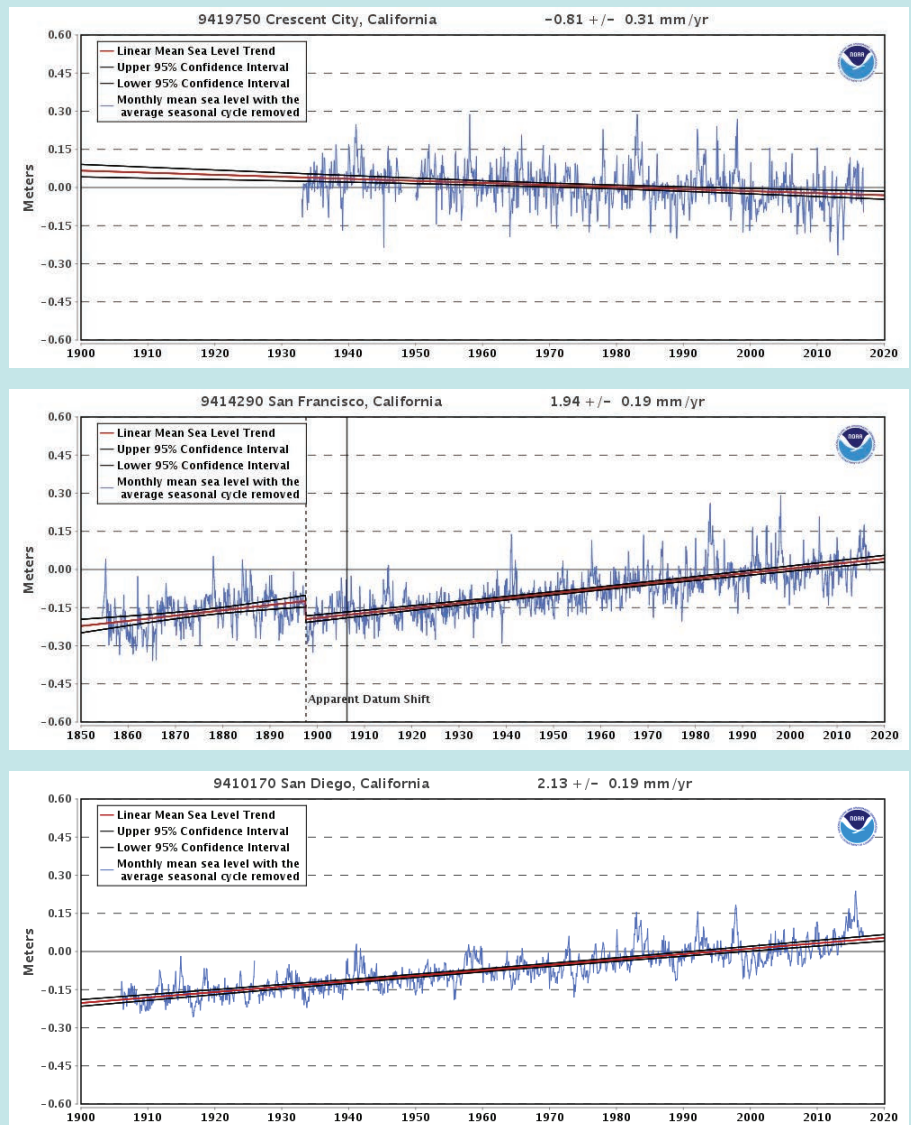 9419750 Crescent City, California −0.81 +/− 0.31 mm/yr
0.60
0.45
0.30
0.15
0.00
−0.15
−0.30
−0.45
−0.60
Meters
Linear Mean Sea Level Trend
Upper 95% Confidence Interval
Lower 95% Confidence Interval
Monthly mean sea level with the
average seasonal cycle removed
NOAA
1900 1910 1920 1930 1940 1950 1960 1970 1980 1990 2000 2010 2020
9414290 San Francisco, California 1.94 +/− 0.19 mm/yr
0.60
0.45
0.30
0.15
0.00
−0.15
−0.30
−0.45
−0.60
Meters
Linear Mean Sea Level Trend
Upper 95% Confidence Interval
Lower 95% Confidence Interval
Monthly mean sea level with the
average seasonal cycle removed
NOAA
Apparent Datum Shift
1850 1860 1870 1880 1890 1900 1910 1920 1930 1940 1950 1960 1970 1980 1990 2000 2010 2020
9410170 San Diego, California 2.13 +/− 0.19 mm/yr
0.60
0.45
0.30
0.15
0.00
−0.15
−0.30
−0.45
−0.60
Meters
Linear Mean Sea Level Trend
Upper 95% Confidence Interval
Lower 95% Confidence Interval
Monthly mean sea level with the
average seasonal cycle removed
NOAA
1900 1910 1920 1930 1940 1950 1960 1970 1980 1990 2000 2010 2020